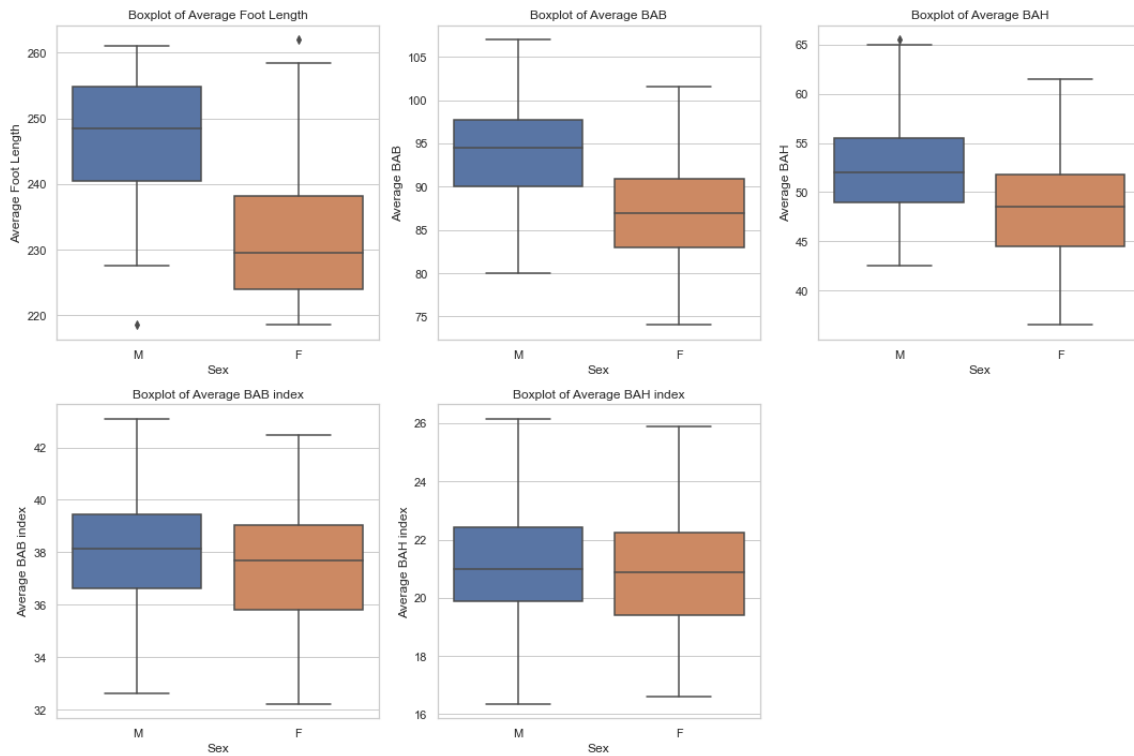 Boxplot of Average Foot Length
Average Foot Length
260
250
240
230
220
M F
Sex
Boxplot of Average BAB
Average BAB
105
100
95
90
85
80
75
M F
Sex
Boxplot of Average BAH
Average BAH
65
60
55
50
45
40
M F
Sex
Boxplot of Average BAB index
Average BAB index
42
40
38
36
34
32
M F
Sex
Boxplot of Average BAH index
Average BAH index
26
24
22
20
18
16
M F
Sex